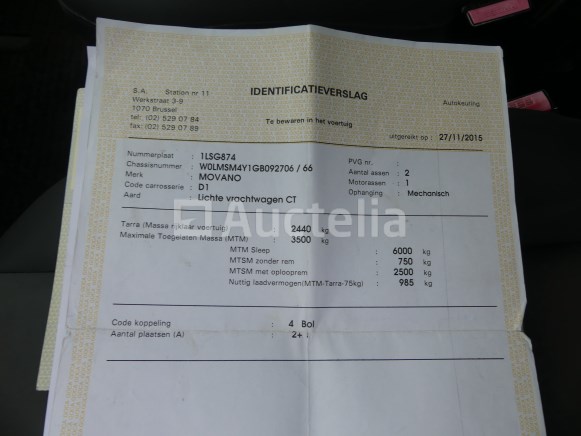 IDENTIFICATIEVERSLAG
S.A. Station nr 11
Werkstraat 3-9
1070 Brussel
tel: (02) 529 07 84
fax: (02) 529 07 89
Autokeuring
Te bewaren in het voertuig
uitgereikt op : 27/11/2015
Nummerplaat : 1LSG874
Chassisnummer : W0LMSM4Y1GB092706 / 66
Merk : MOVANO
Code carrosserie : D1
Aard : Lichte vrachtwagen CT
PVG nr. :
Aantal assen : 2
Motorassen : 1
Ophanging : Mechanisch
Auctelia
Tarra (Massa rijklaar voertuig) : 2440 kg
Maximale Toegelaten Massa (MTM) : 3500 kg
MTM Sleep : 6000 kg
MTSM zonder rem : 750 kg
MTSM met oplooprem : 2500 kg
Nuttig laadvermogen(MTM-Tarra-75kg) : 985 kg
Code koppeling : 4 Bol
Aantal plaatsen (A) : 2+